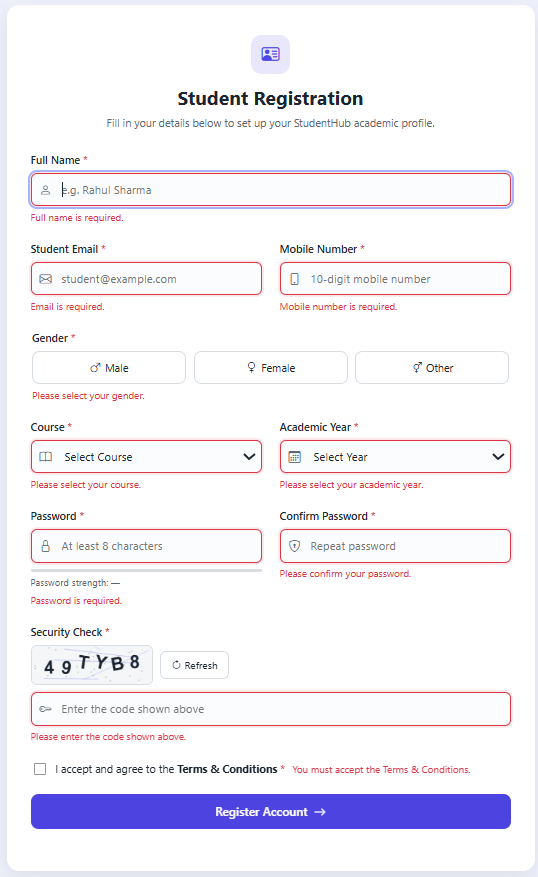 Student Registration
Fill in your details below to set up your StudentHub academic profile.
Full Name *
e.g. Rahul Sharma
Full name is required.
Student Email * Mobile Number *
student@example.com 10-digit mobile number
Email is required. Mobile number is required.
Gender *
Male Female Other
Please select your gender.
Course * Academic Year *
Select Course Select Year
Please select your course. Please select your academic year.
Password * Confirm Password *
At least 8 characters Repeat password
Password strength: — Please confirm your password.
Password is required.
Security Check *
49TYB8 Refresh
Enter the code shown above
Please enter the code shown above.
I accept and agree to the Terms & Conditions * You must accept the Terms & Conditions.
Register Account →